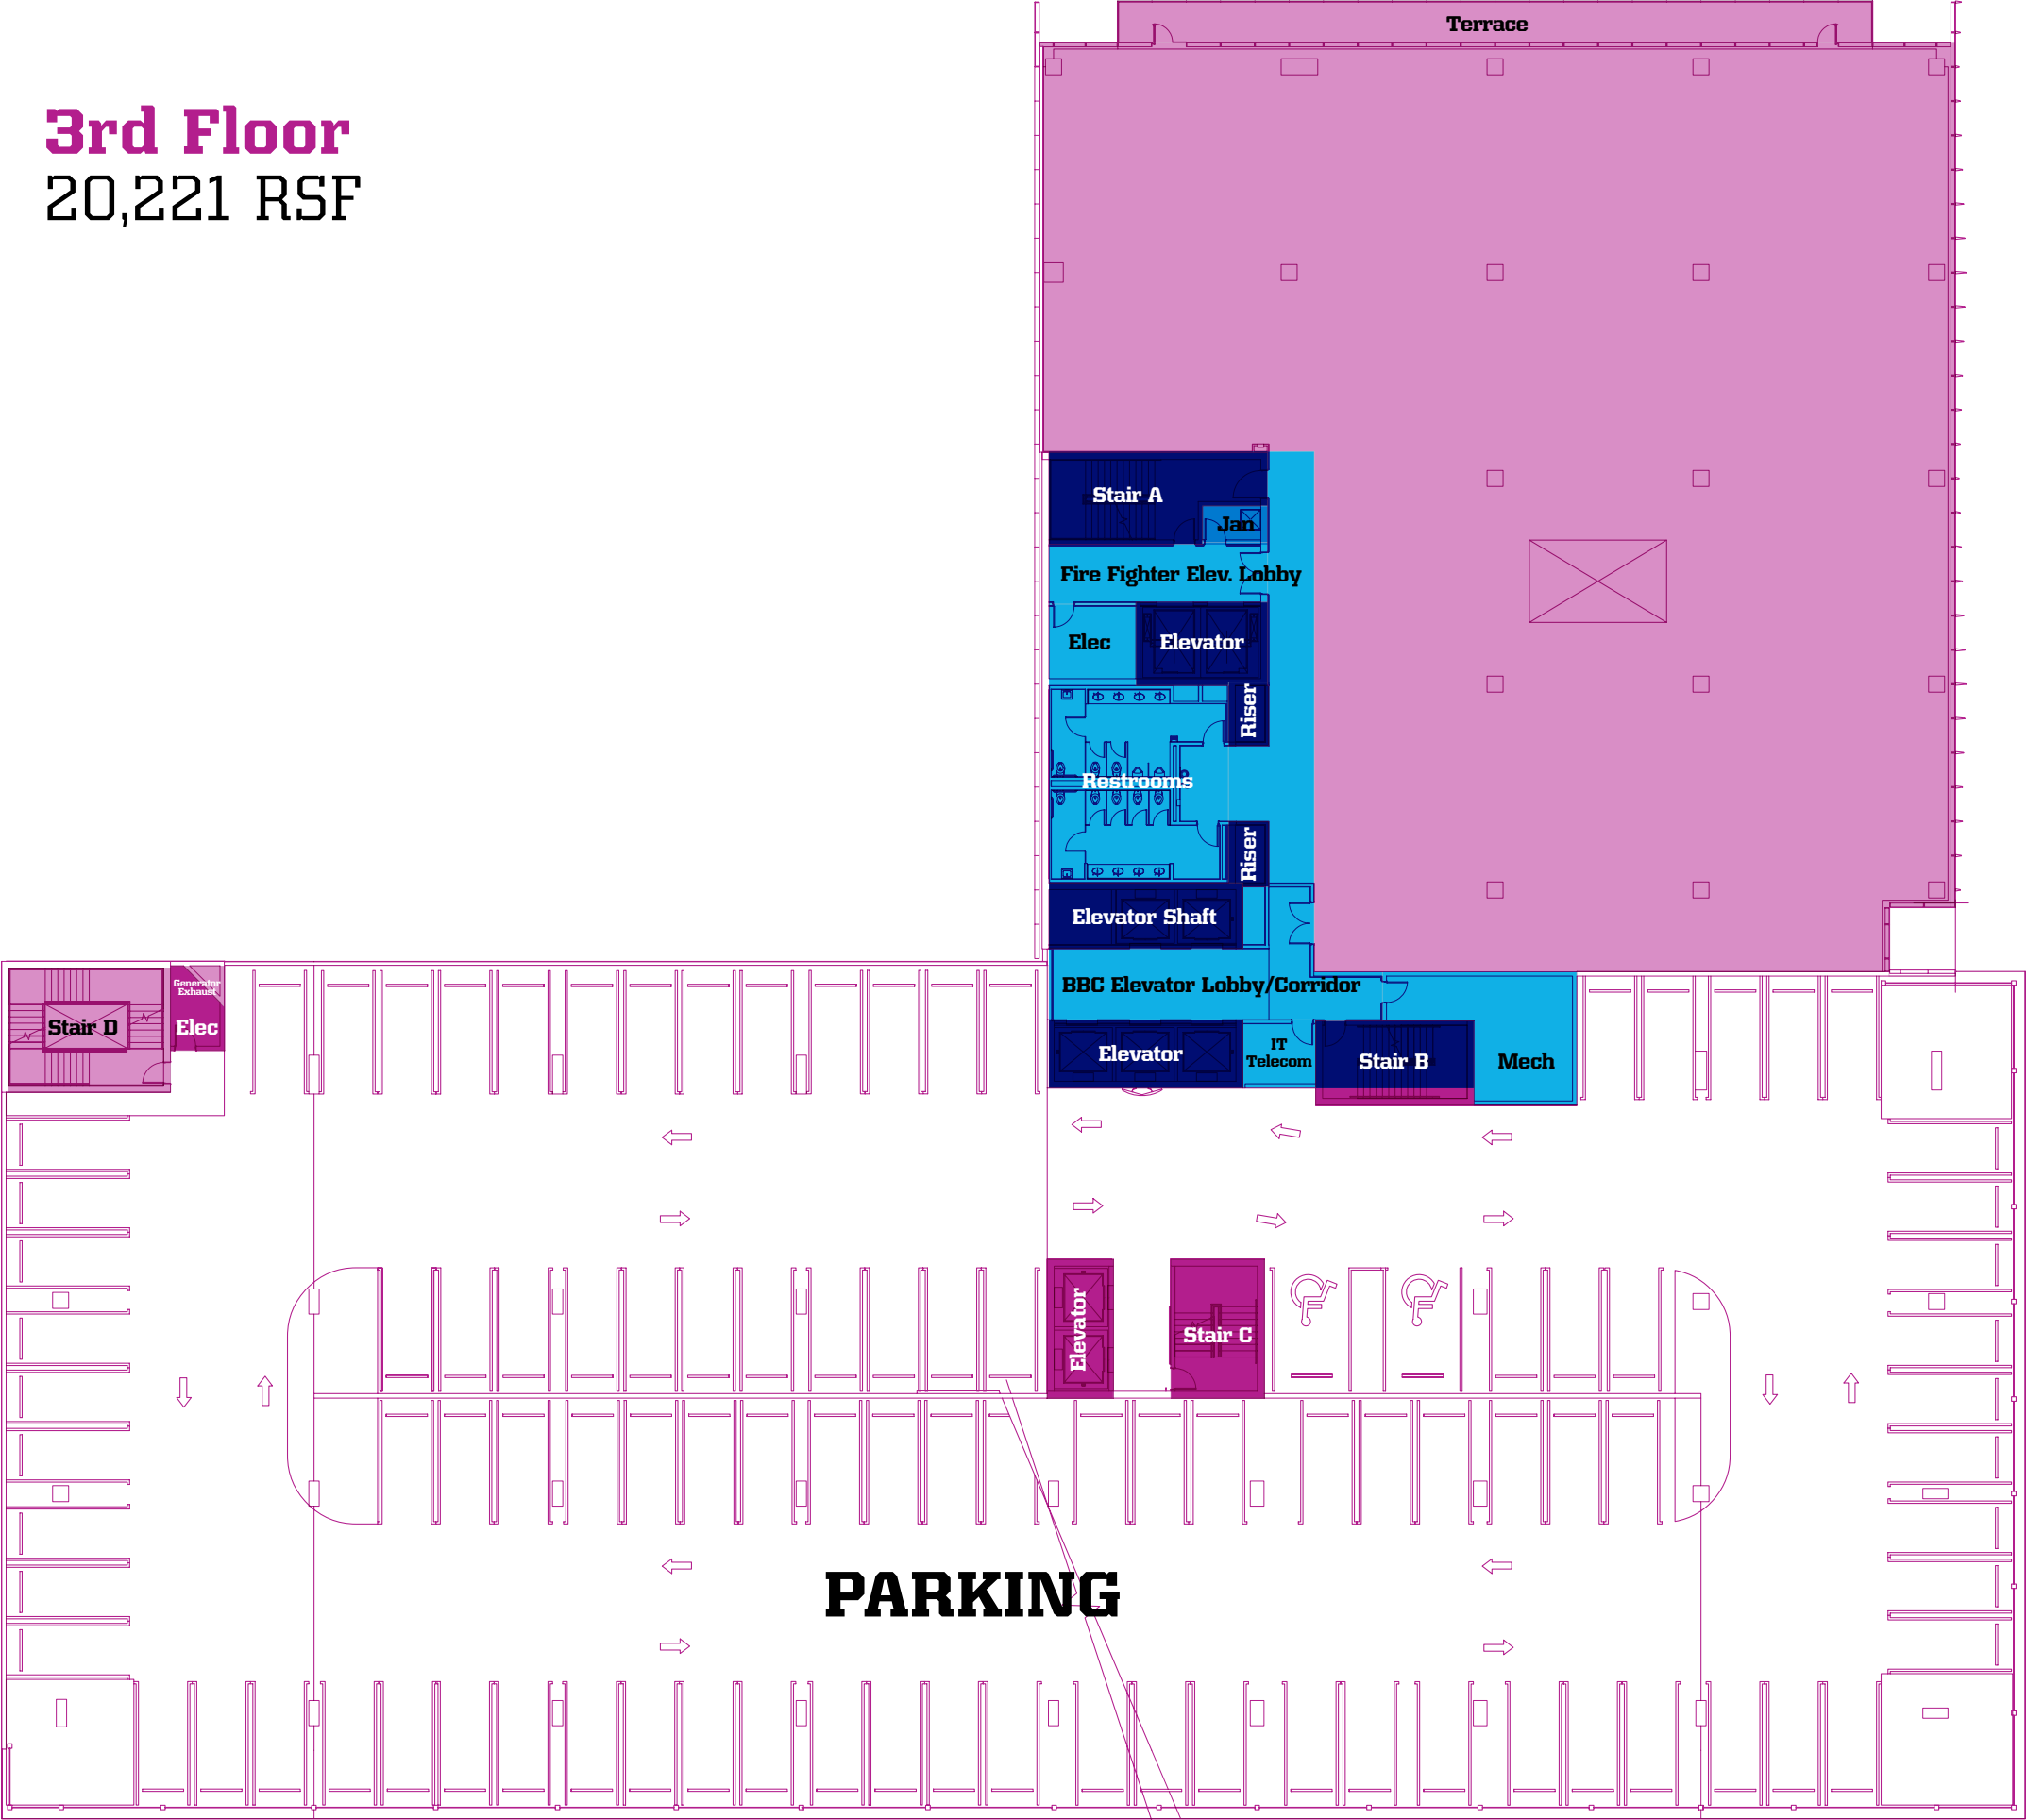 Terrace
3rd Floor
20,221 RSF
Stair A
Jan
Fire Fighter Elev. Lobby
Elec
Elevator
Riser
Restrooms
Riser
Elevator Shaft
BBC Elevator Lobby/Corridor
Generator
Exhaust
Stair D
Elec
Elevator
IT
Telecom
Stair B
Mech
Elevator
Stair C
PARKING